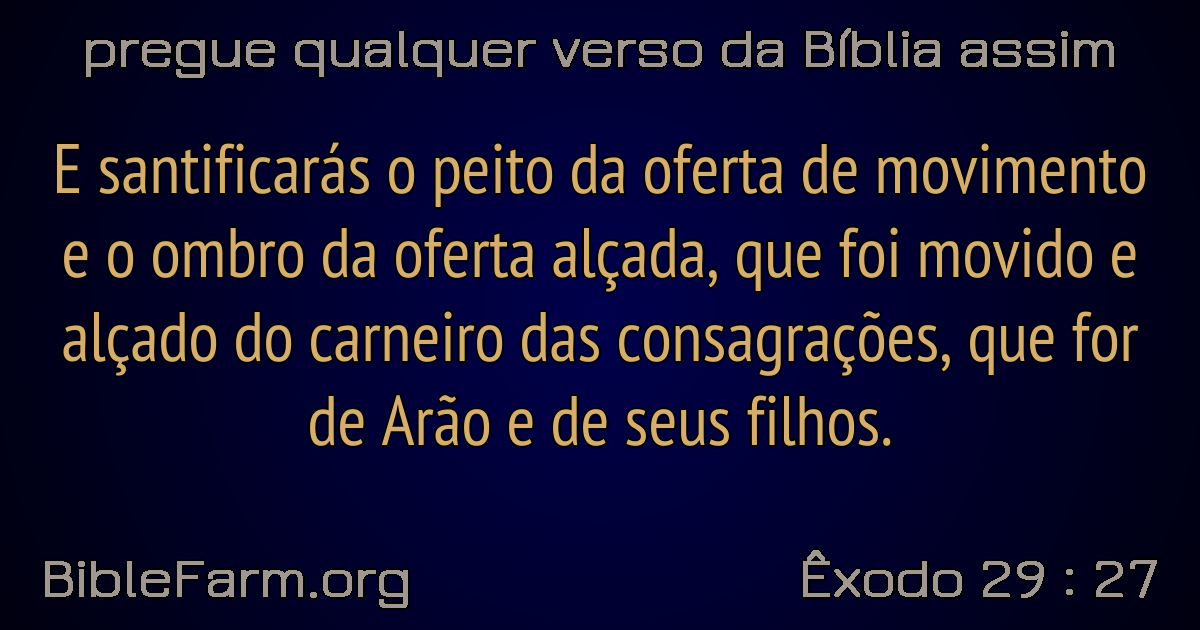 pregue qualquer verso da Bíblia assim
E santificarás o peito da oferta de movimento
e o ombro da oferta alçada, que foi movido e
alçado do carneiro das consagrações, que for
de Arão e de seus filhos.
BibleFarm.org
Êxodo 29 : 27